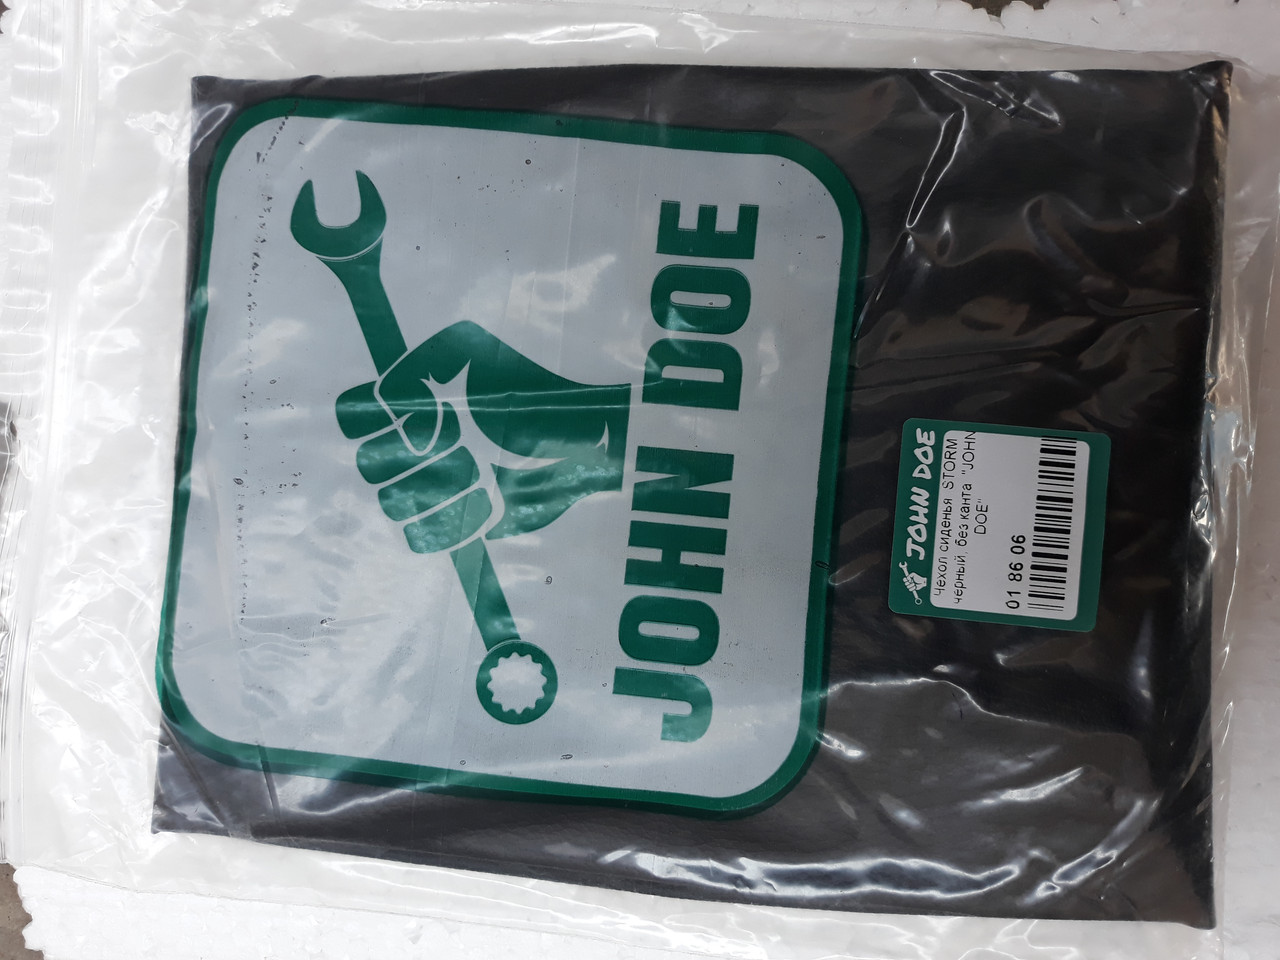 JOHN DOE
JOHN DOE
Чехол сиденья STORM
черный, без канта "JOHN
DOE"
01 86 06